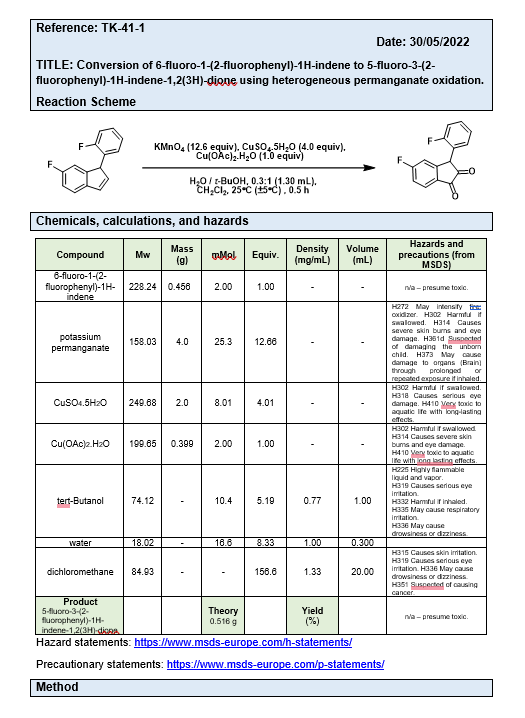 Reference: TK-41-1
Date: 30/05/2022
TITLE: Conversion of 6-fluoro-1-(2-fluorophenyl)-1H-indene to 5-fluoro-3-(2-
fluorophenyl)-1H-indene-1,2(3H)-dione using heterogeneous permanganate oxidation.
Reaction Scheme
F
F
KMnO4 (12.6 equiv), CuSO4.5H2O (4.0 equiv),
Cu(OAc)2.H2O (1.0 equiv)
H2O / t-BuOH, 0.3:1 (1.30 mL),
CH2Cl2, 25°C (±5°C) , 0.5 h
F
F
O
O
Chemicals, calculations, and hazards
Compound Mw Mass (g) mMol Equiv. Density (mg/mL) Volume (mL) Hazards and precautions (from MSDS)
6-fluoro-1-(2-
fluorophenyl)-1H-
indene
228.24 0.456 2.00 1.00 - - n/a – presume toxic.
potassium
permanganate
158.03 4.0 25.3 12.66 - -
H272 May intensify fire;
oxidizer. H302 Harmful if
swallowed. H314 Causes
severe skin burns and eye
damage. H361d Suspected
of damaging the unborn
child. H373 May cause
damage to organs (Brain)
through prolonged or
repeated exposure if inhaled.
CuSO4.5H2O 249.68 2.0 8.01 4.01 - -
H302 Harmful if swallowed.
H318 Causes serious eye
damage. H410 Very toxic to
aquatic life with long-lasting
effects.
Cu(OAc)2.H2O 199.65 0.399 2.00 1.00 - -
H302 Harmful if swallowed.
H314 Causes severe skin
burns and eye damage.
H410 Very toxic to aquatic
life with long lasting effects.
tert-Butanol 74.12 - 10.4 5.19 0.77 1.00
H225 Highly flammable
liquid and vapor.
H319 Causes serious eye
irritation.
H332 Harmful if inhaled.
H335 May cause respiratory
irritation.
H336 May cause
drowsiness or dizziness.
water 18.02 - 16.6 8.33 1.00 0.300
dichloromethane 84.93 - - 156.6 1.33 20.00
H315 Causes skin irritation.
H319 Causes serious eye
irritation. H336 May cause
drowsiness or dizziness.
H351 Suspected of causing
cancer.
Product
5-fluoro-3-(2-
fluorophenyl)-1H-
indene-1,2(3H)-dione
Theory
0.516 g
Yield
(%)
n/a – presume toxic.
Hazard statements: https://www.msds-europe.com/h-statements/
Precautionary statements: https://www.msds-europe.com/p-statements/
Method